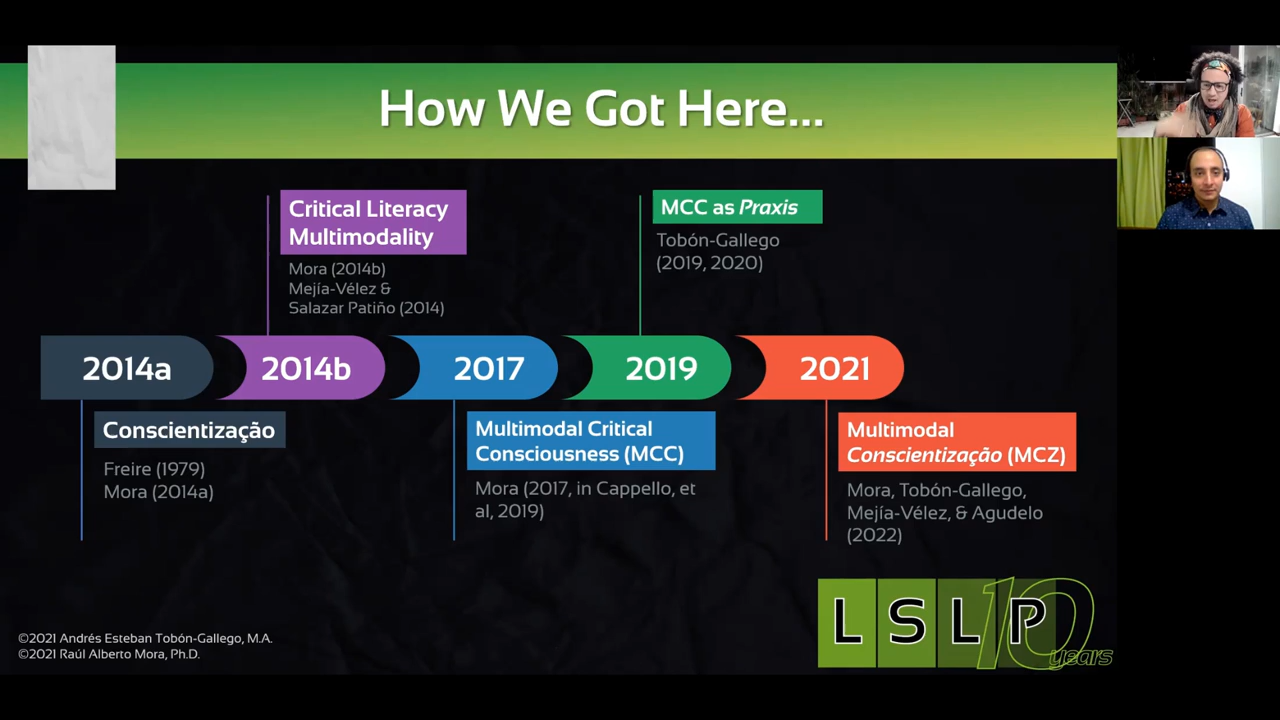 How We Got Here...
Critical Literacy
Multimodality
Mora (2014b)
Mejía-Vélez &
Salazar Patiño (2014)
MCC as Praxis
Tobón-Gallego
(2019, 2020)
2014a
2014b
2017
2019
2021
Conscientização
Freire (1979)
Mora (2014a)
Multimodal Critical
Consciousness (MCC)
Mora (2017, in Cappello, et
al, 2019)
Multimodal
Conscientização (MCZ)
Mora, Tobón-Gallego,
Mejía-Vélez, & Agudelo
(2022)
©2021 Andrés Esteban Tobón-Gallego, M.A.
©2021 Raúl Alberto Mora, Ph.D.
LSLP
10
years